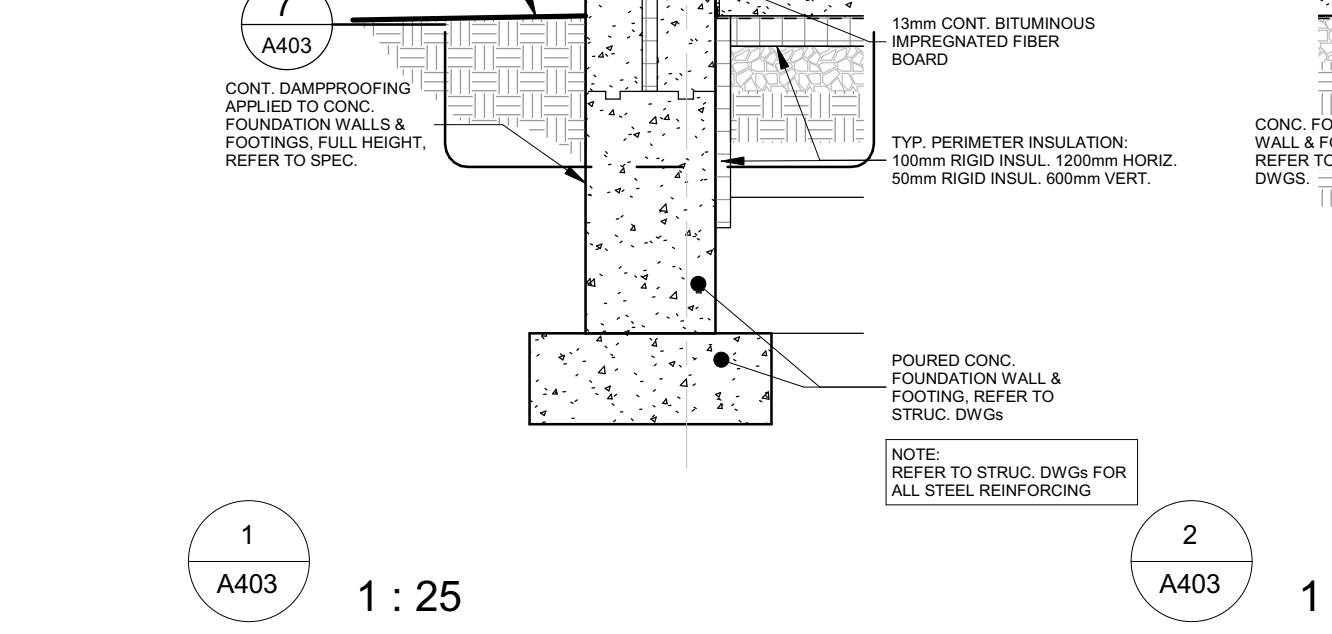 7
A403
CONT. DAMPPROOFING
APPLIED TO CONC.
FOUNDATION WALLS &
FOOTINGS, FULL HEIGHT,
REFER TO SPEC.
13mm CONT. BITUMINOUS
IMPREGNATED FIBER
BOARD
TYP. PERIMETER INSULATION:
100mm RIGID INSUL. 1200mm HORIZ.
50mm RIGID INSUL. 600mm VERT.
POURED CONC.
FOUNDATION WALL &
FOOTING, REFER TO
STRUC. DWGs
NOTE:
REFER TO STRUC. DWGs FOR
ALL STEEL REINFORCING
CONC. FO
WALL & FO
REFER TO
DWGS.
1
A403
1 : 25
2
A403
1